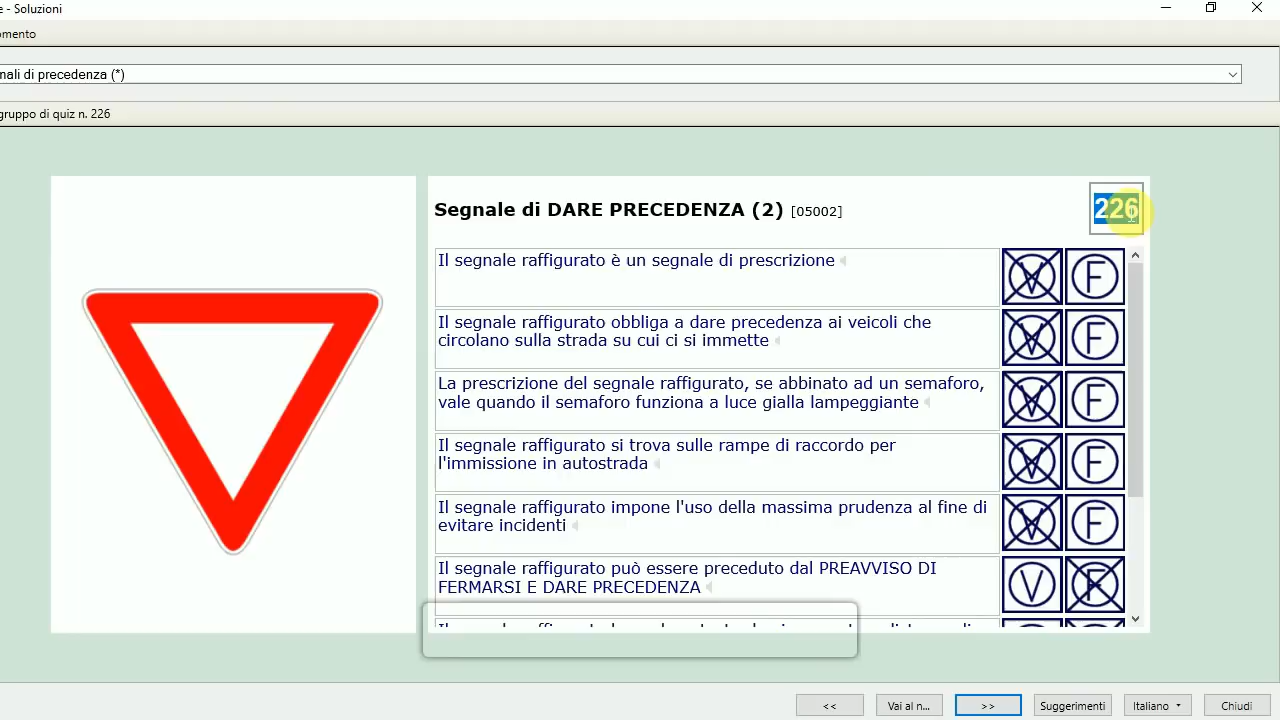 e - Soluzioni
omento
nali di precedenza (*)
gruppo di quiz n. 226
Segnale di DARE PRECEDENZA (2) [05002]
226
Il segnale raffigurato è un segnale di prescrizione
V F
Il segnale raffigurato obbliga a dare precedenza ai veicoli che
circolano sulla strada su cui ci si immette
V F
La prescrizione del segnale raffigurato, se abbinato ad un semaforo,
vale quando il semaforo funziona a luce gialla lampeggiante
V F
Il segnale raffigurato si trova sulle rampe di raccordo per
l'immissione in autostrada
V F
Il segnale raffigurato impone l'uso della massima prudenza al fine di
evitare incidenti
V F
Il segnale raffigurato può essere preceduto dal PREAVVISO DI
FERMARSI E DARE PRECEDENZA
V F
<< Vai al n... >> Suggerimenti Italiano Chiudi